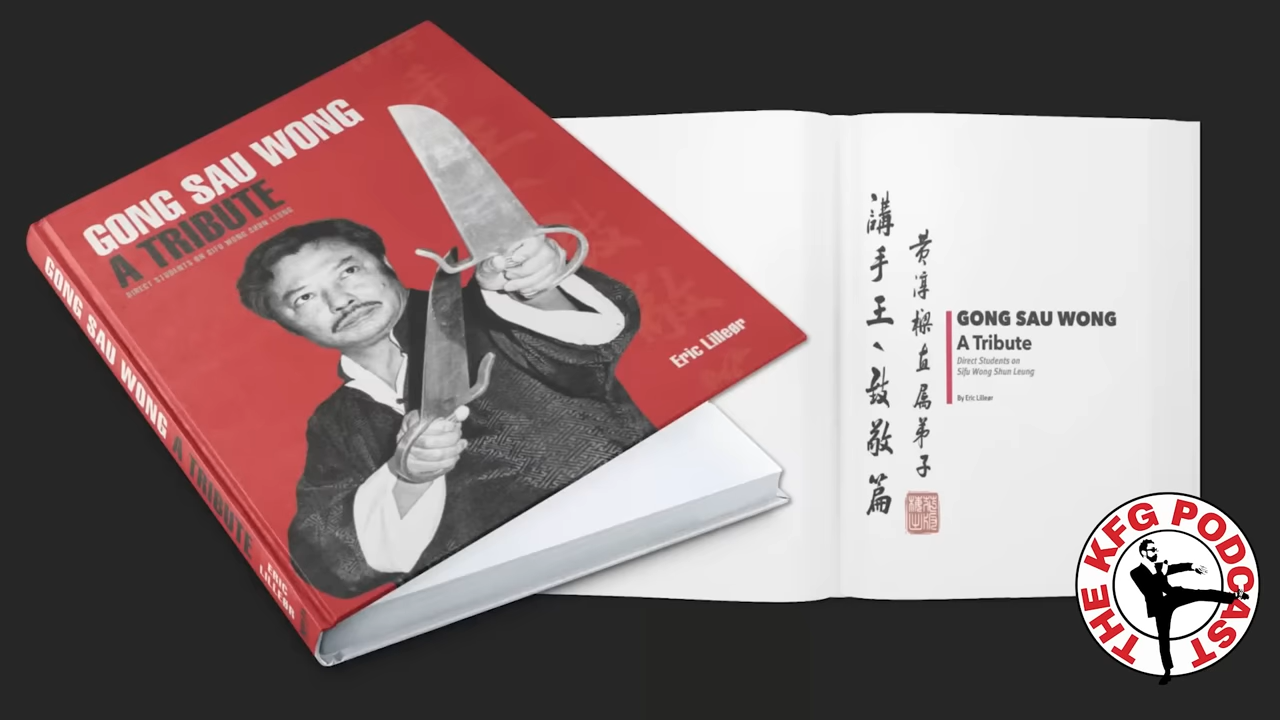 GONG SAU WONG
A TRIBUTE
DIRECT STUDENTS ON SIFU WONG SHUN LEUNG
Eric Lilleør
GONG SAU WONG A TRIBUTE
ERIC LILLEØR
講手王、致敬篇
黃淳樑直属弟子
GONG SAU WONG
A Tribute
Direct Students on
Sifu Wong Shun Leung
By Eric Lilleør
THE KFG PODCAST